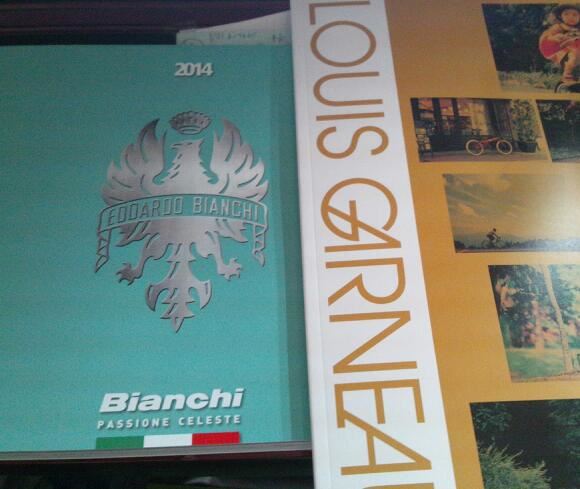 2014
EDOARDO BIANCHI
Bianchi
PASSIONE CELESTE
LOUIS GARNEAU